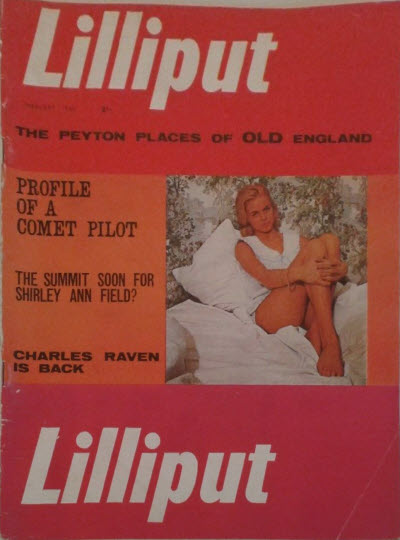 Lilliput
THE PEYTON PLACES OF OLD ENGLAND
PROFILE
OF A
COMET PILOT
THE SUMMIT SOON FOR
SHIRLEY ANN FIELD?
CHARLES RAVEN
IS BACK
Lilliput